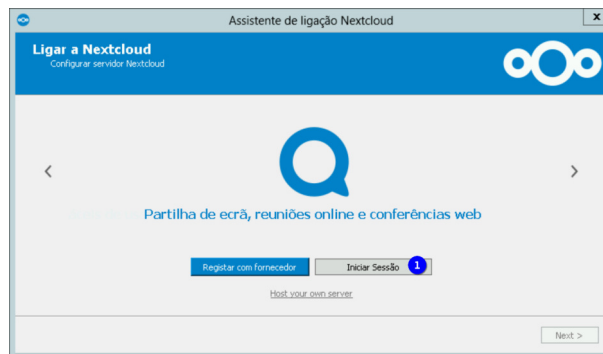 Assistente de ligação Nextcloud
x
Ligar a Nextcloud
Configurar servidor Nextcloud
Partilha de ecrã, reuniões online e conferências web
Registar com fornecedor
Iniciar Sessão
1
Host your own server
Next >